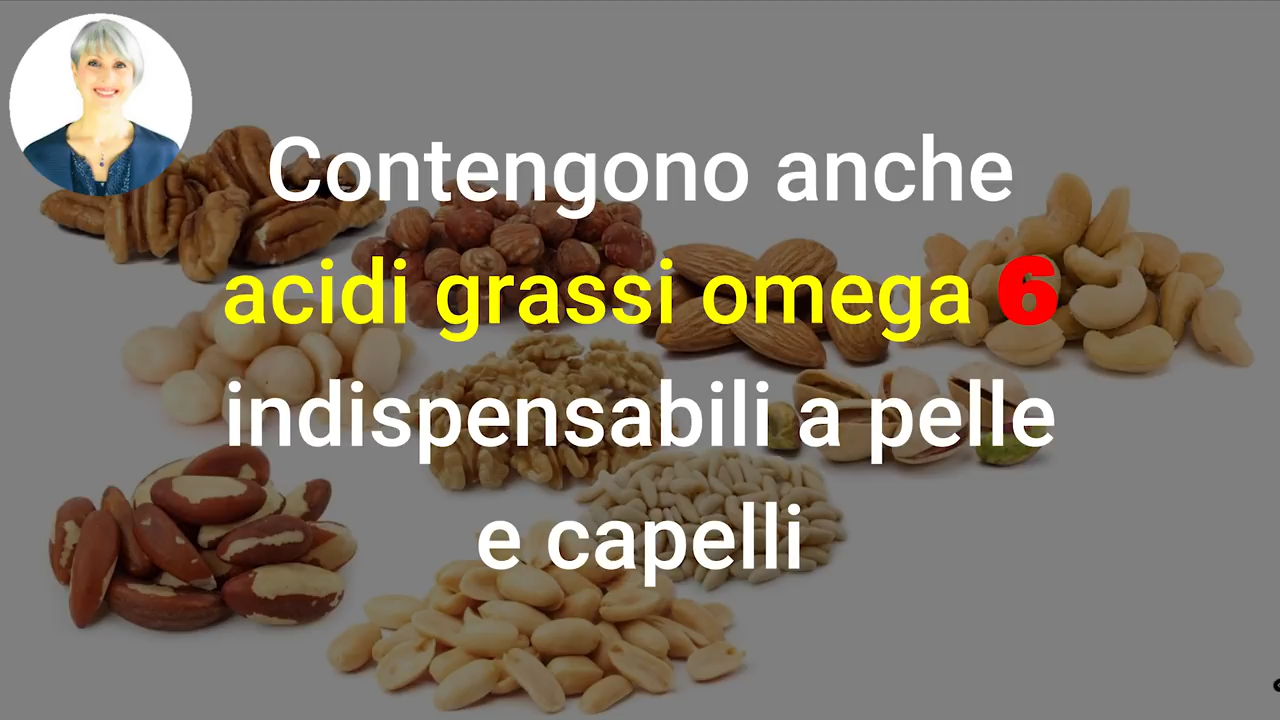 Contengono anche
acidi grassi omega 6
indispensabili a pelle
e capelli